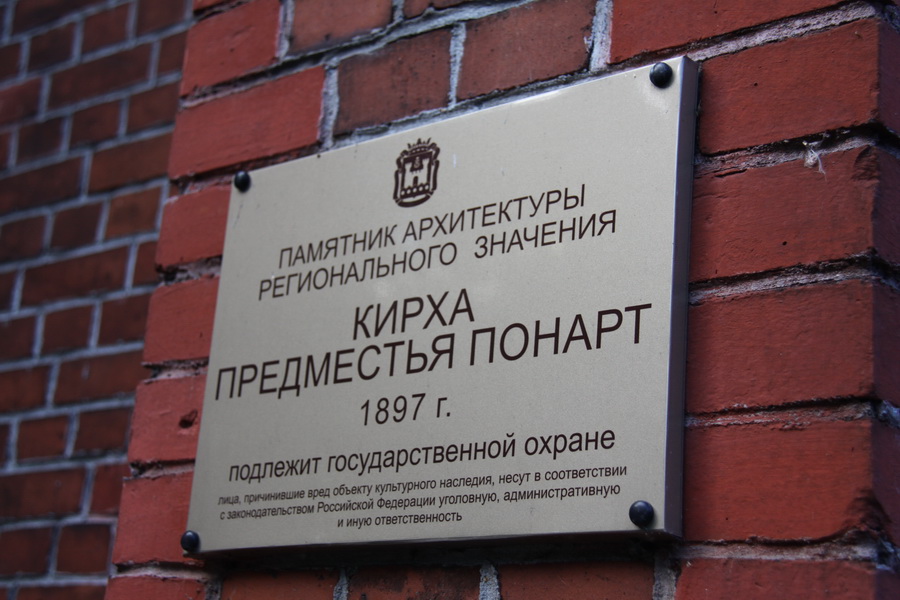 ПАМЯТНИК АРХИТЕКТУРЫ
РЕГИОНАЛЬНОГО ЗНАЧЕНИЯ
КИРХА
ПРЕДМЕСТЬЯ ПОНАРТ
1897 г.
подлежит государственной охране
лица, причинившие вред объекту культурного наследия, несут в соответствии
с законодательством Российской Федерации уголовную, административную
и иную ответственность